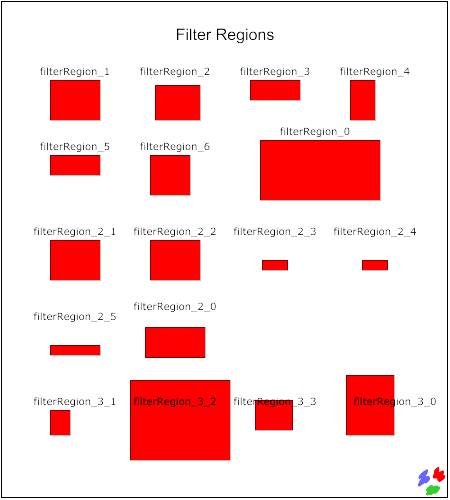 Filter Regions
filterRegion_1 filterRegion_2 filterRegion_3 filterRegion_4
filterRegion_0
filterRegion_5 filterRegion_6
filterRegion_2_1 filterRegion_2_2 filterRegion_2_3 filterRegion_2_4
filterRegion_2_0
filterRegion_2_5
filterRegion_3_1 filterRegion_3_2 filterRegion_3_3 filterRegion_3_0